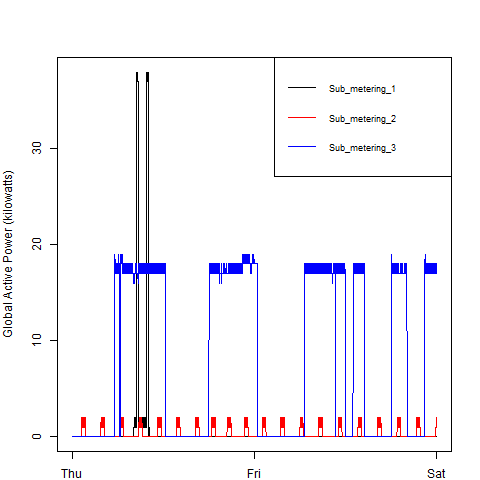 Sub_metering_1
Sub_metering_2
Sub_metering_3
Global Active Power (kilowatts)
30
20
10
0
Thu Fri Sat